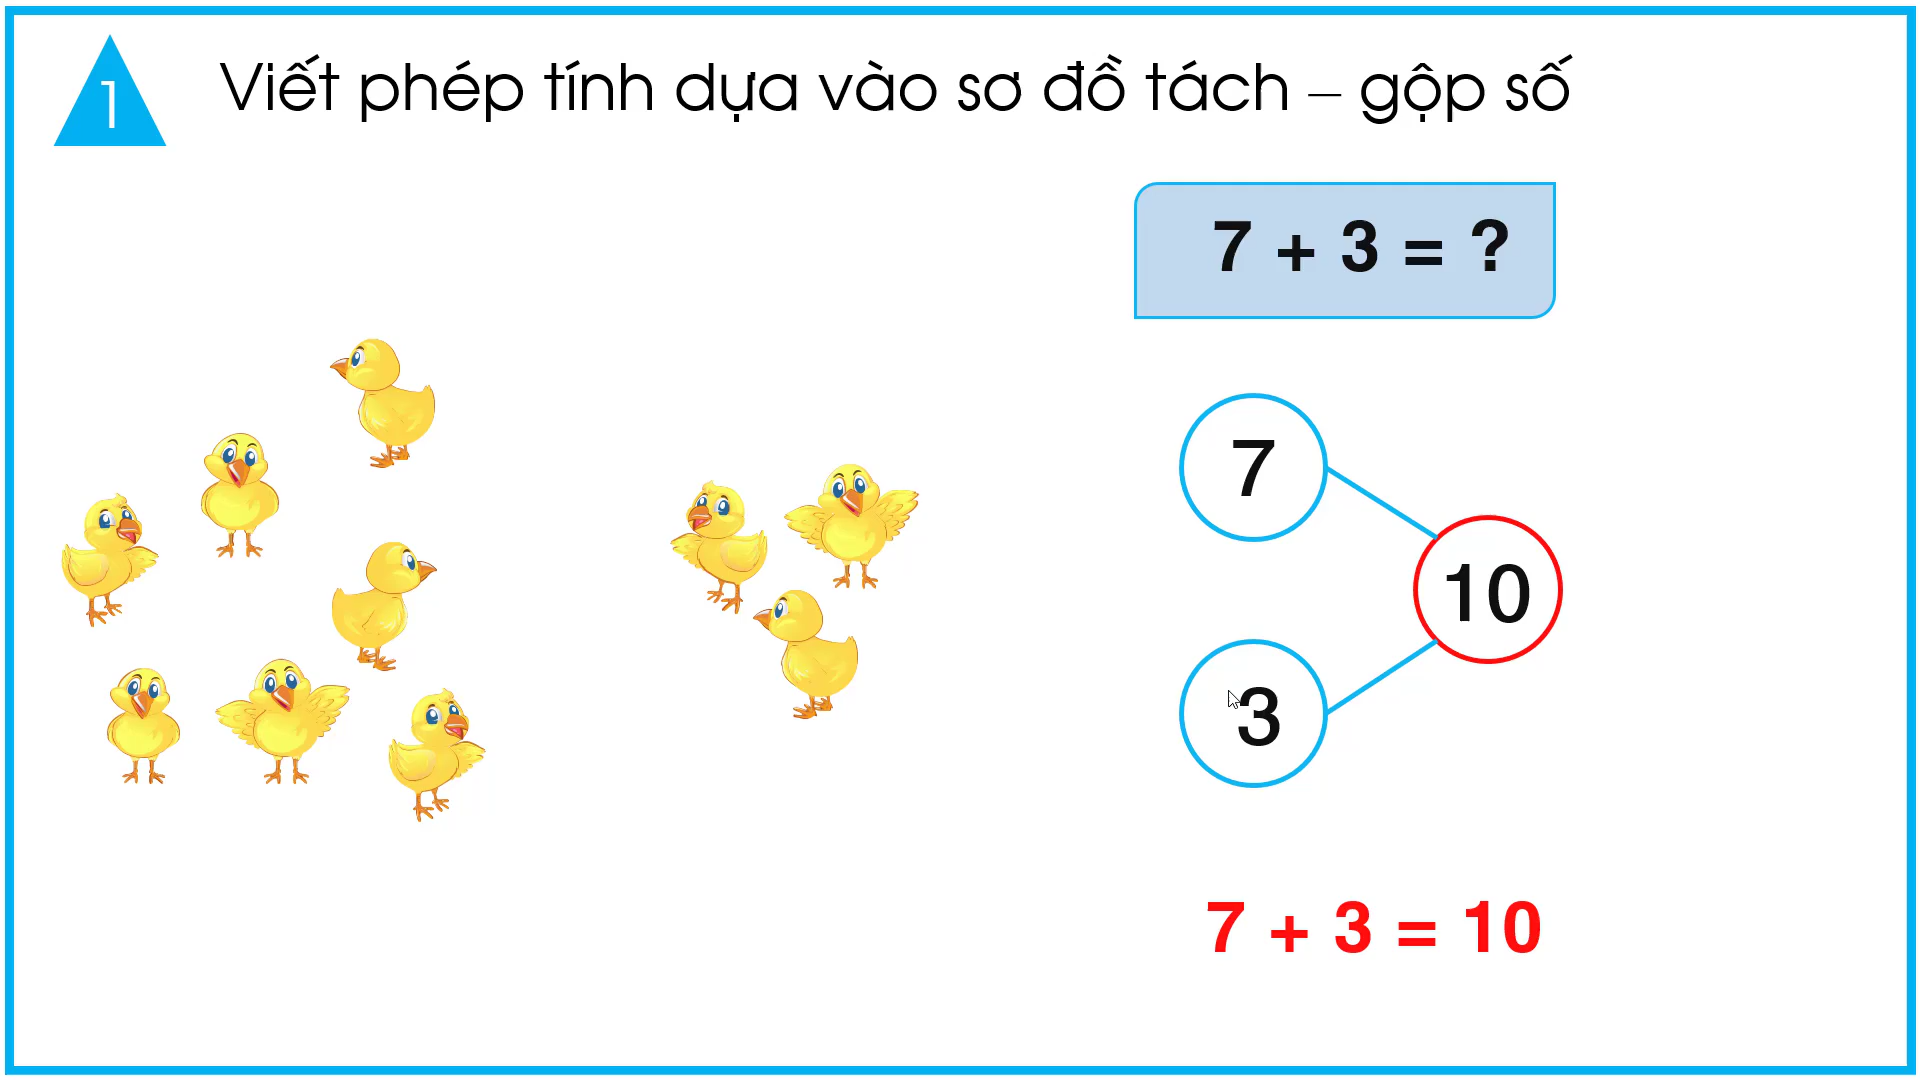 1
Viết phép tính dựa vào sơ đồ tách – gộp số
7 + 3 = ?
7
10
3
7 + 3 = 10